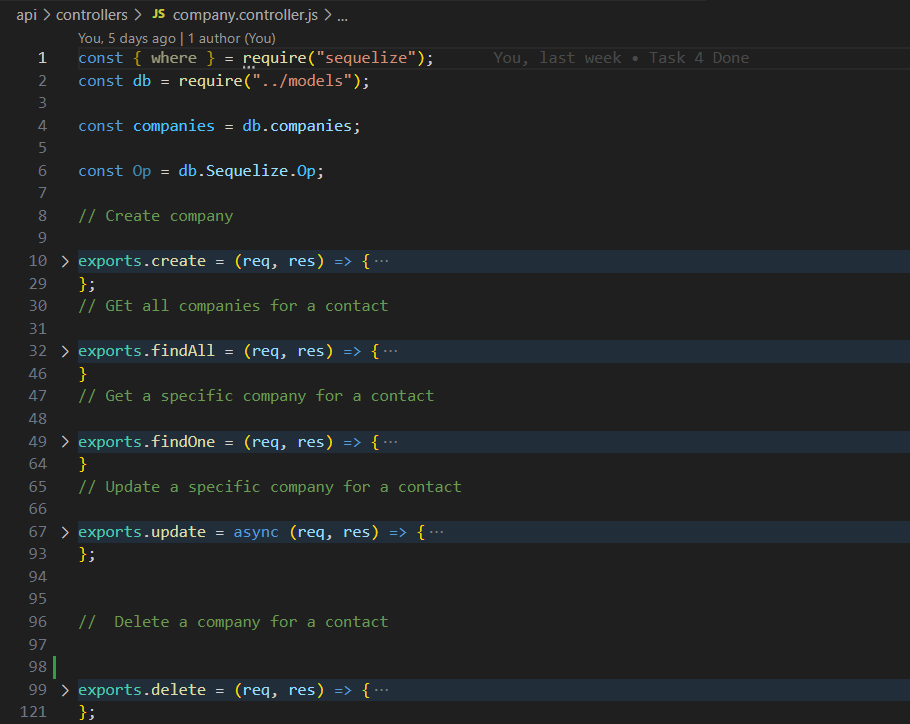 api > controllers > JS company.controller.js > ...
You, 5 days ago | 1 author (You)
1 const { where } = require("sequelize"); You, last week • Task 4 Done
2 const db = require("../models");
3
4 const companies = db.companies;
5
6 const Op = db.Sequelize.Op;
7
8 // Create company
9
10 > exports.create = (req, res) => { ···
29 };
30 // GEt all companies for a contact
31
32 > exports.findAll = (req, res) => { ···
46 }
47 // Get a specific company for a contact
48
49 > exports.findOne = (req, res) => { ···
64 }
65 // Update a specific company for a contact
66
67 > exports.update = async (req, res) => { ···
93 };
94
95
96 //  Delete a company for a contact
97
98
99 > exports.delete = (req, res) => { ···
121 };